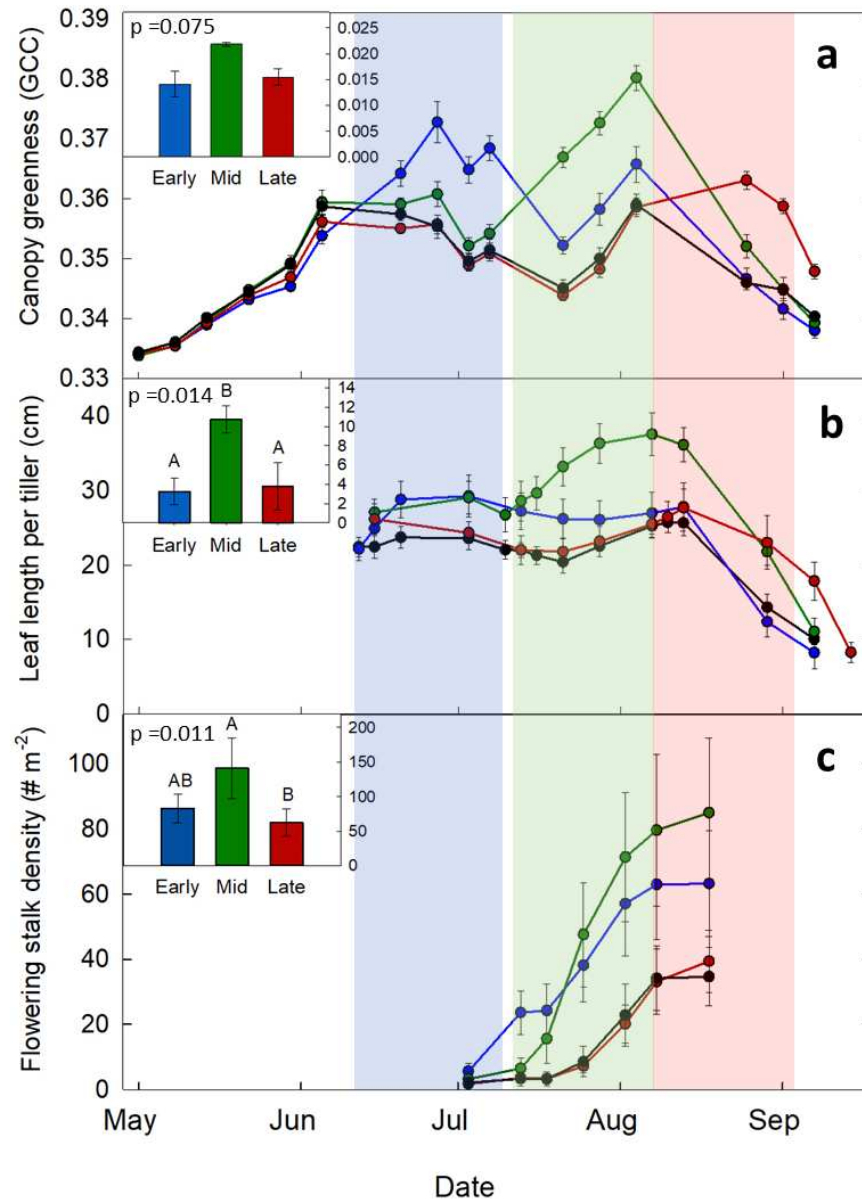 0.39
p =0.075
0.025
a
0.38
0.020
0.015
0.37
0.010
0.005
0.000
0.36
Early Mid Late
0.35
0.34
0.33
Canopy greenness (GCC)
p =0.014
B
14
12
40
A
A
10
8
b
6
4
30
2
0
Early Mid Late
20
10
0
Leaf length per tiller (cm)
p =0.011
A
200
100
AB
150
c
B
100
80
50
0
Early Mid Late
60
40
20
0
Flowering stalk density (# m-2)
May Jun Jul Aug Sep
Date